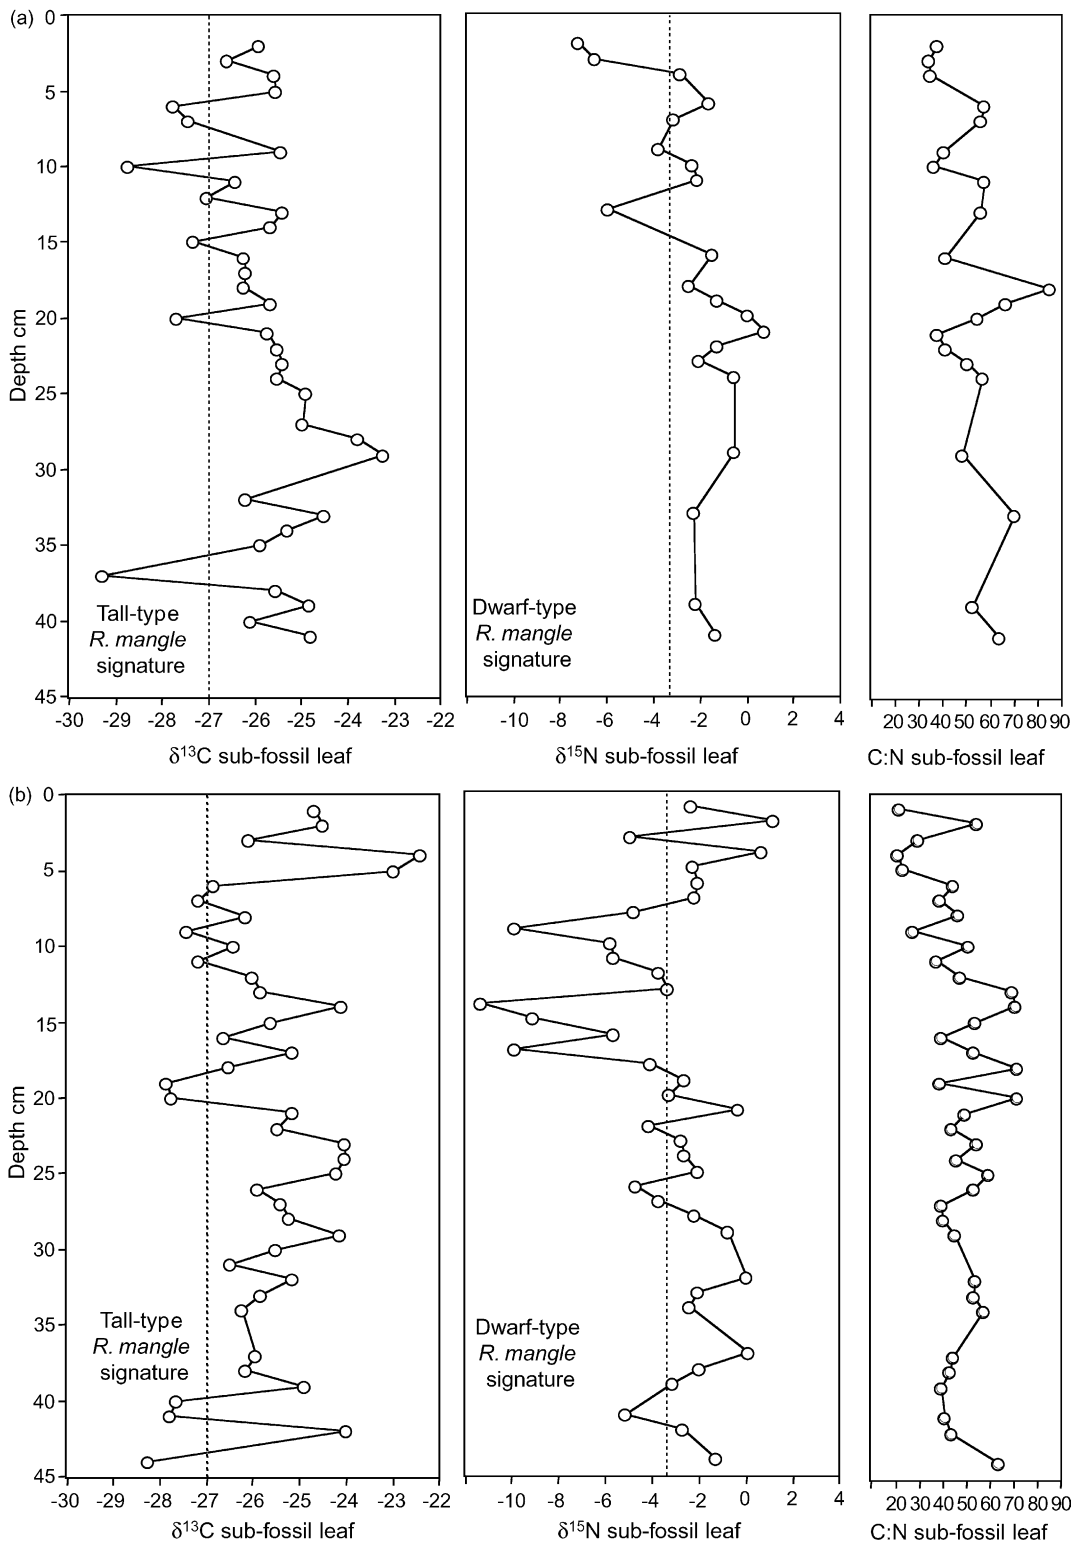 (a)
0
5
10
15
20
25
30
35
40
45
Depth cm
Tall-type
R. mangle
signature
-30 -29 -28 -27 -26 -25 -24 -23 -22
δ¹³C sub-fossil leaf
Dwarf-type
R. mangle
signature
-10 -8 -6 -4 -2 0 2 4
δ¹⁵N sub-fossil leaf
20 30 40 50 60 70 80 90
C:N sub-fossil leaf
(b)
0
5
10
15
20
25
30
35
40
45
Depth cm
Tall-type
R. mangle
signature
-30 -29 -28 -27 -26 -25 -24 -23 -22
δ¹³C sub-fossil leaf
Dwarf-type
R. mangle
signature
-10 -8 -6 -4 -2 0 2 4
δ¹⁵N sub-fossil leaf
20 30 40 50 60 70 80 90
C:N sub-fossil leaf